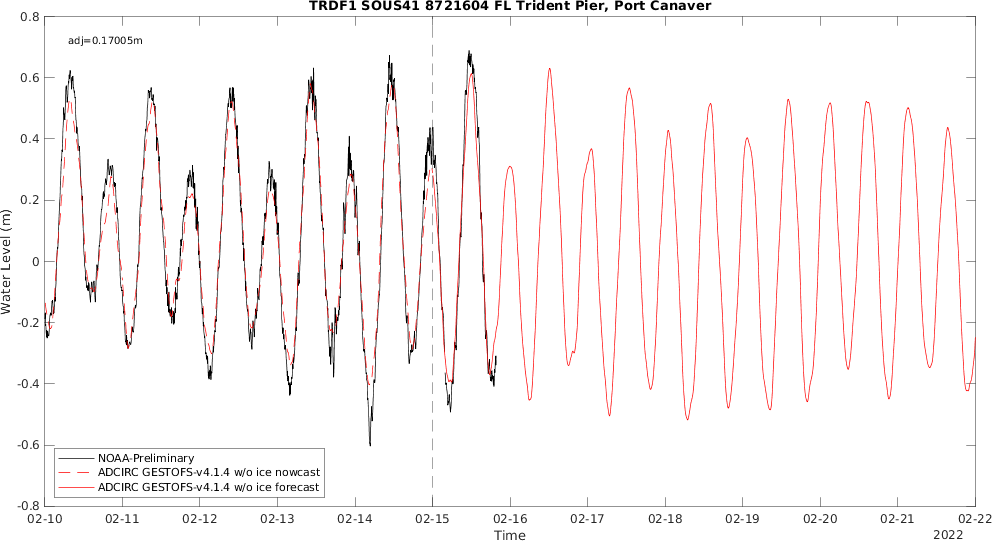 TRDF1 SOUS41 8721604 FL Trident Pier, Port Canaver
adj=0.17005m
0.8
0.6
0.4
0.2
0
-0.2
-0.4
-0.6
-0.8
Water Level (m)
NOAA-Preliminary
ADCIRC GESTOFS-v4.1.4 w/o ice nowcast
ADCIRC GESTOFS-v4.1.4 w/o ice forecast
02-10 02-11 02-12 02-13 02-14 02-15 02-16 02-17 02-18 02-19 02-20 02-21 02-22
Time
2022